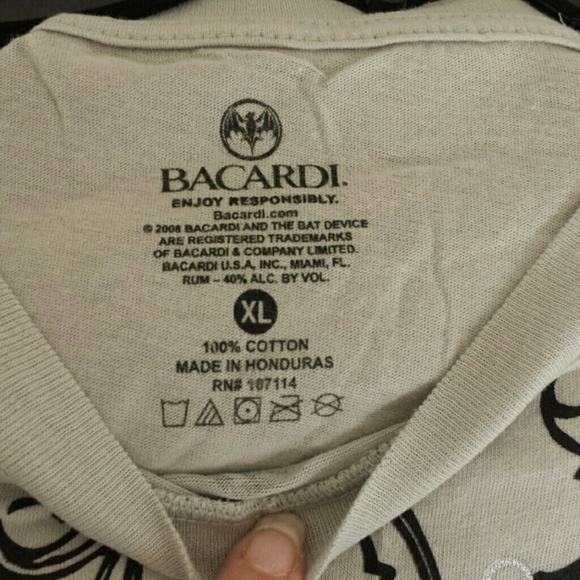 BACARDI.
ENJOY RESPONSIBLY.
Bacardi.com
© 2008 BACARDI AND THE BAT DEVICE
ARE REGISTERED TRADEMARKS
OF BACARDI & COMPANY LIMITED.
BACARDI U.S.A., INC., MIAMI, FL.
RUM – 40% ALC. BY VOL.
XL
100% COTTON
MADE IN HONDURAS
RN# 107114